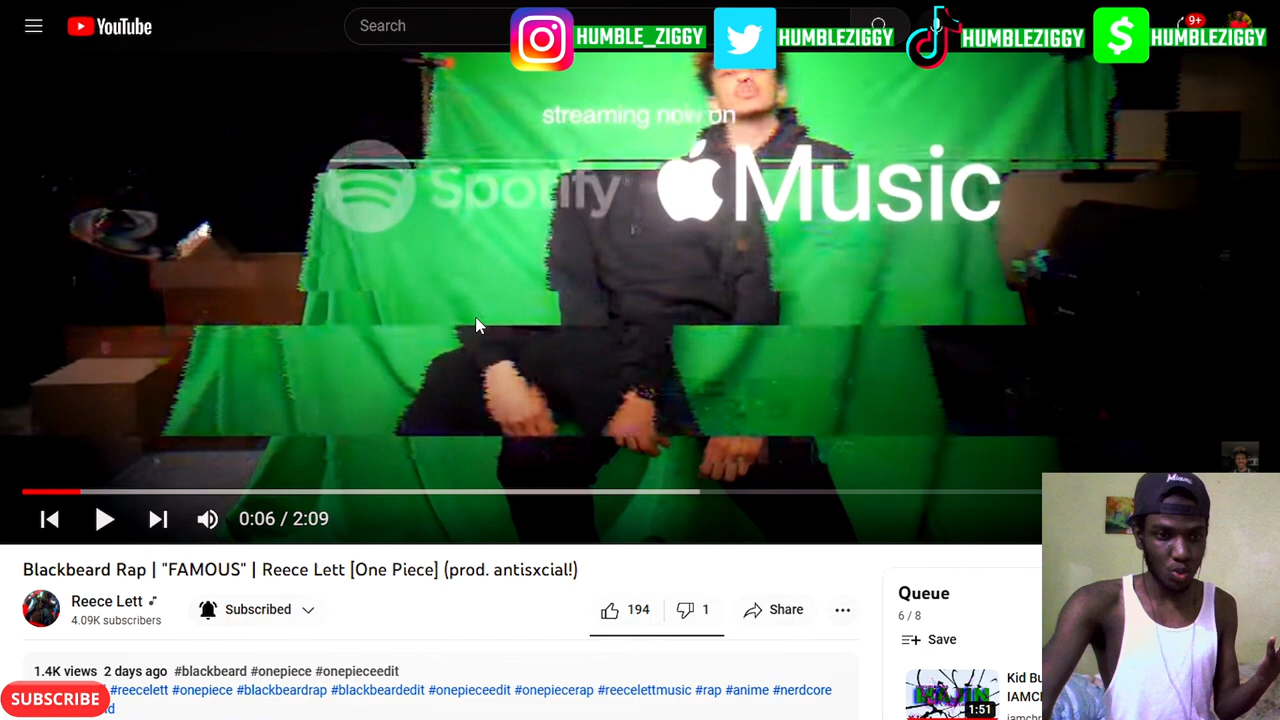 YouTube
Search
HUMBLE_ZIGGY
HUMBLEZIGGY
HUMBLEZIGGY
HUMBLEZIGGY
9+
streaming now on
Spotify
Music
0:06 / 2:09
Blackbeard Rap | "FAMOUS" | Reece Lett [One Piece] (prod. antisxcial!)
Reece Lett
4.09K subscribers
Subscribed
194
1
Share
Queue
6 / 8
Save
1.4K views 2 days ago #blackbeard #onepiece #onepieceedit
#reecelett #onepiece #blackbeardrap #blackbeardedit #onepieceedit #onepiecerap #reecelettmusic #rap #anime #nerdcore
SUBSCRIBE
Kid Bu
1:51